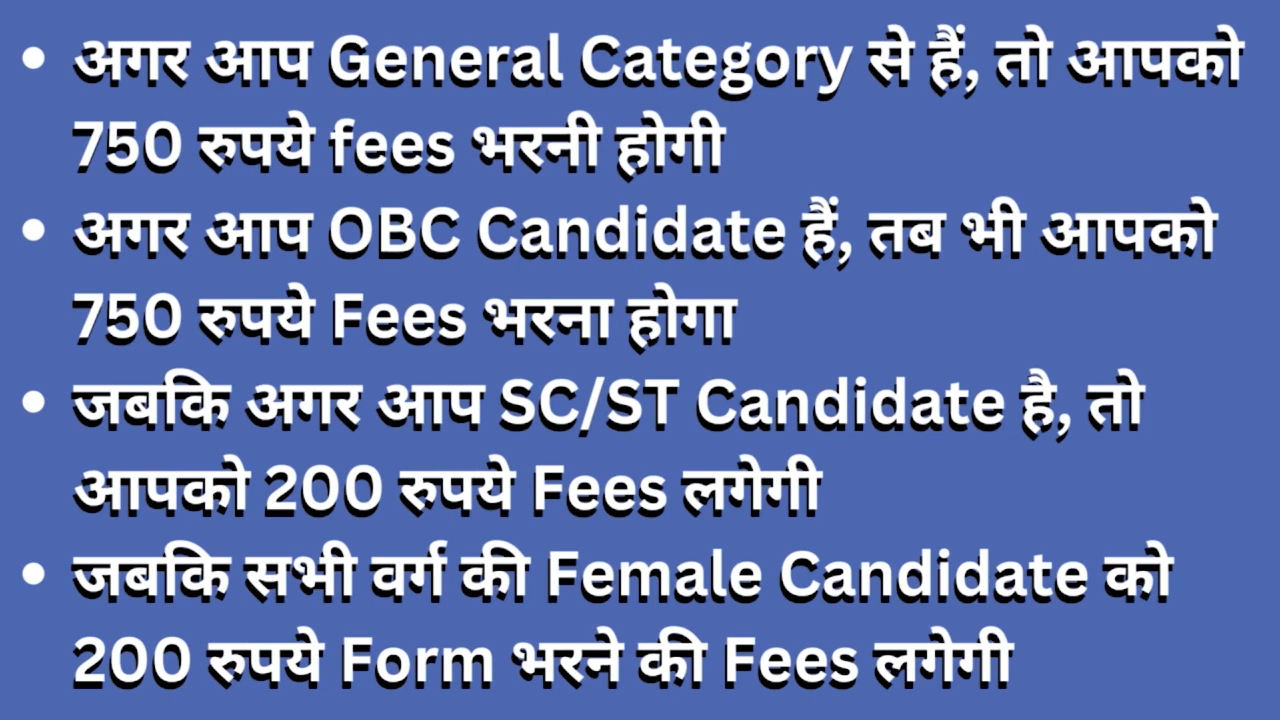 • अगर आप General Category से हैं, तो आपको
750 रुपये fees भरनी होगी
• अगर आप OBC Candidate हैं, तब भी आपको
750 रुपये Fees भरना होगा
• जबकि अगर आप SC/ST Candidate है, तो
आपको 200 रुपये Fees लगेगी
• जबकि सभी वर्ग की Female Candidate को
200 रुपये Form भरने की Fees लगेगी